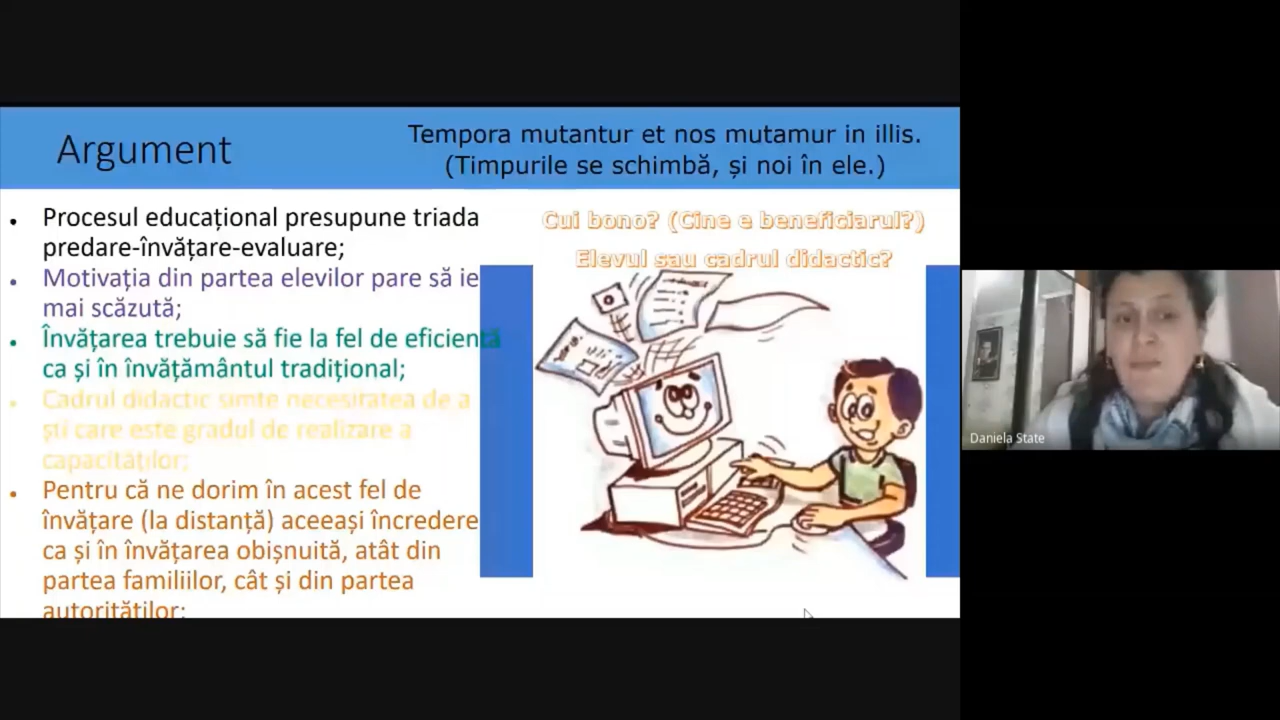 Argument
Tempora mutantur et nos mutamur in illis.
(Timpurile se schimbă, și noi în ele.)
Procesul educațional presupune triada
predare-învățare-evaluare;
Motivația din partea elevilor pare să ie
mai scăzută;
Învățarea trebuie să fie la fel de eficientă
ca și în învățământul tradițional;
Cadrul didactic simte necesitatea de a
ști care este gradul de realizare a
capacităților;
Pentru că ne dorim în acest fel de
învățare (la distanță) aceeași încredere
ca și în învățarea obișnuită, atât din
partea familiilor, cât și din partea
autorităților;
Cui bono? (Cine e beneficiarul?)
Elevul sau cadrul didactic?
Daniela State